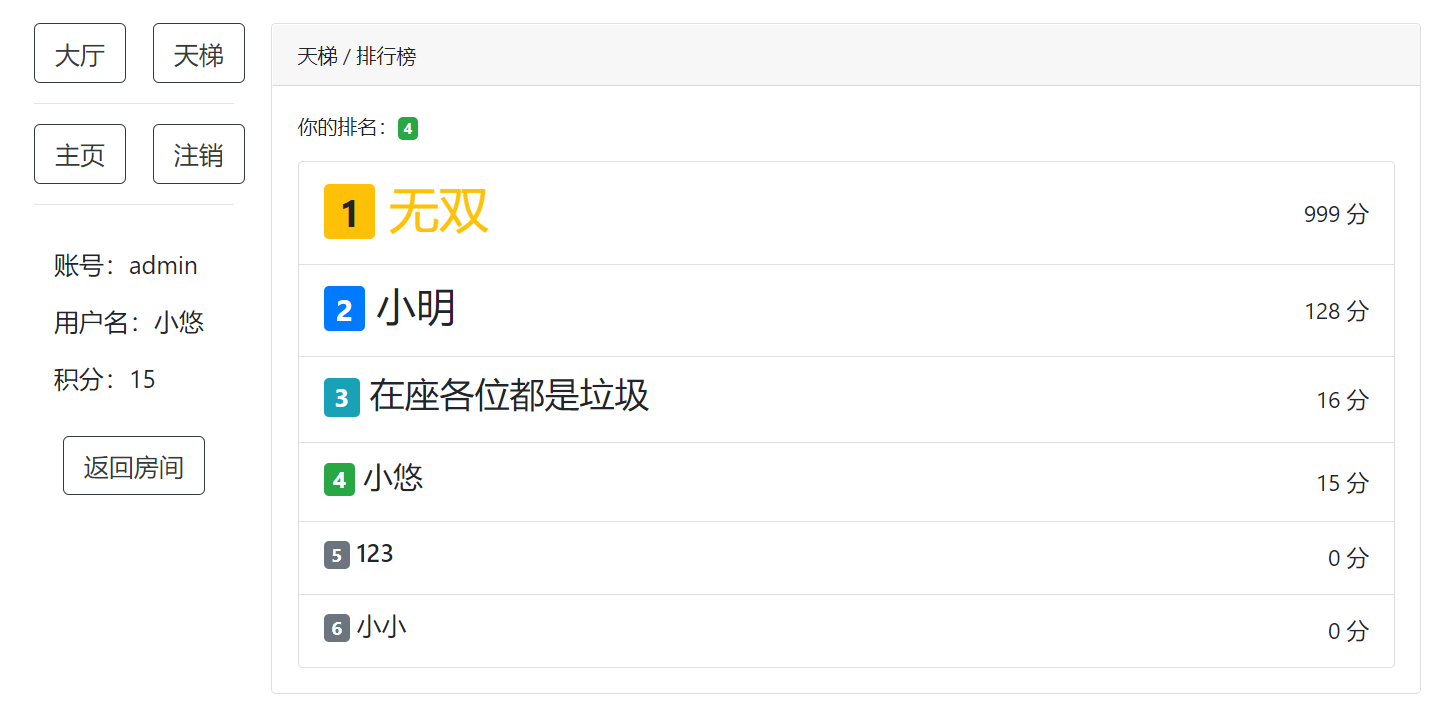 大厅 天梯
主页 注销
账号：admin
用户名：小悠
积分：15
返回房间
天梯 / 排行榜
你的排名：4
1 无双 999 分
2 小明 128 分
3 在座各位都是垃圾 16 分
4 小悠 15 分
5 123 0 分
6 小小 0 分